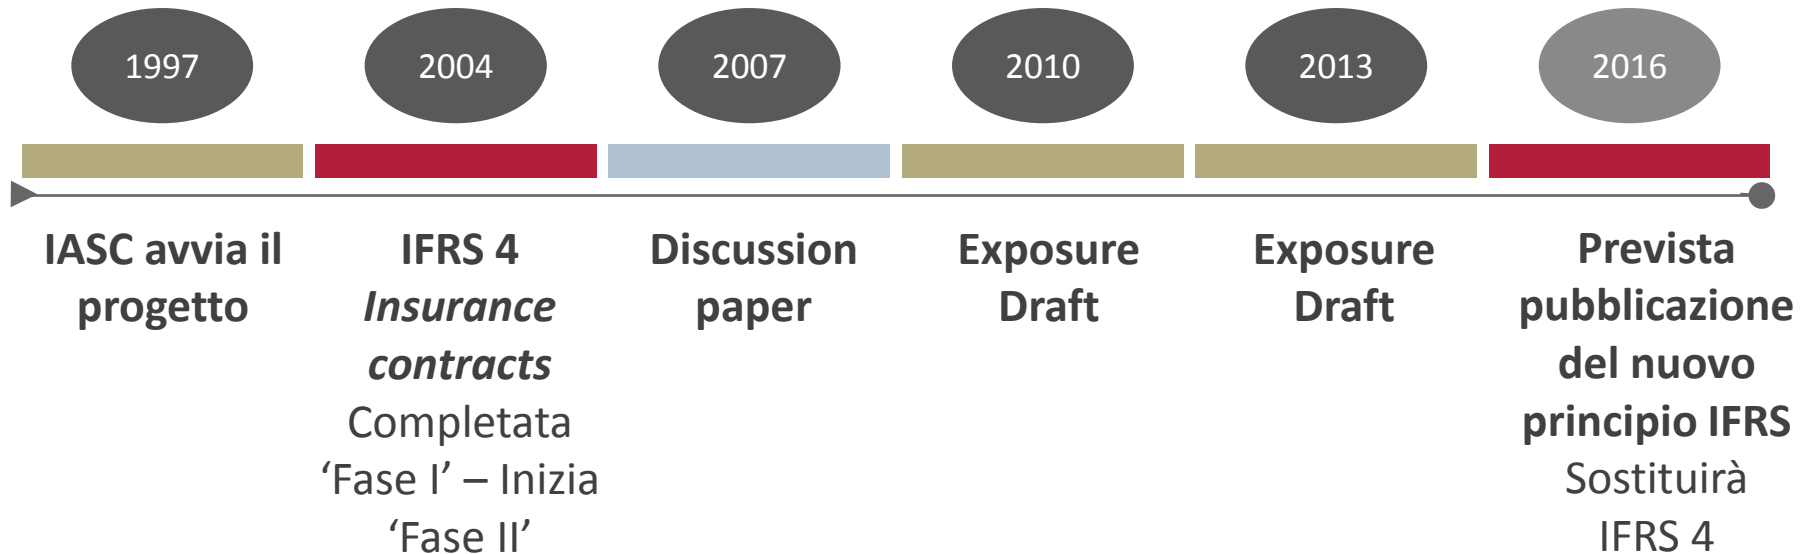 1997
2004
2007
2010
2013
2016
IASC avvia il
progetto
IFRS 4
Insurance
contracts
Completata
‘Fase I’ – Inizia
‘Fase II’
Discussion
paper
Exposure
Draft
Exposure
Draft
Prevista
pubblicazione
del nuovo
principio IFRS
Sostituirà
IFRS 4